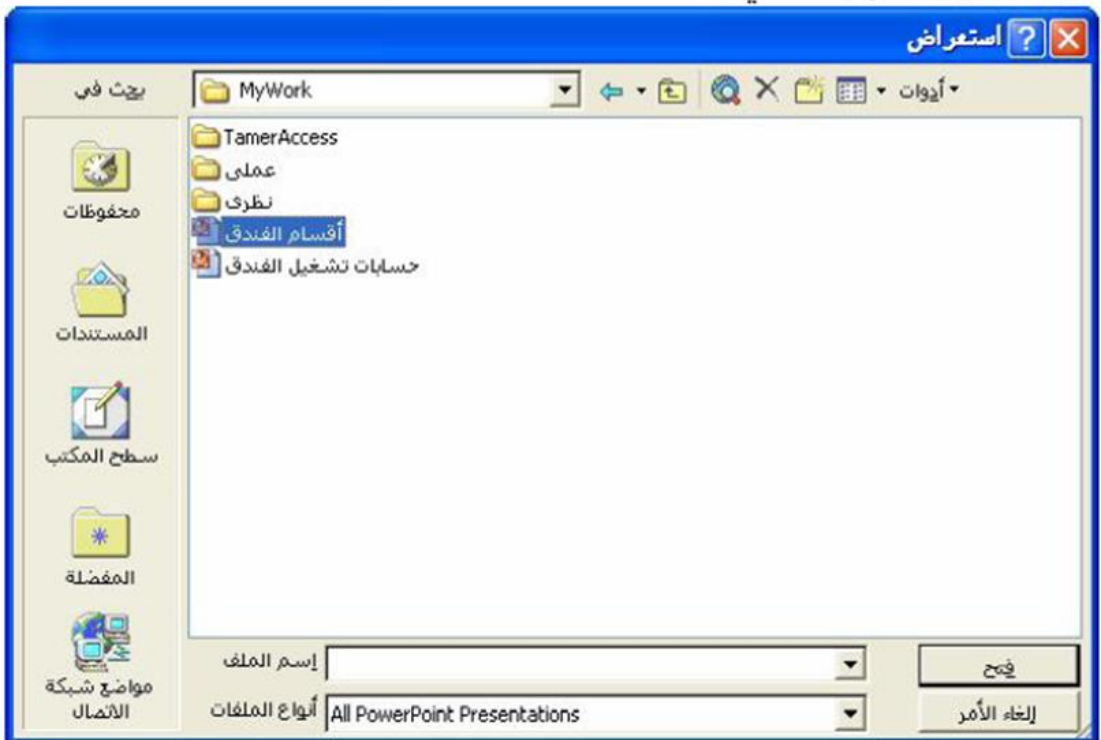 استعراض
يبحث في
MyWork
أدوات
TamerAccess
عملى
نظرى
أقسام الفندق
حسابات تشغيل الفندق
محفوظات
المستندات
سطح المكتب
المفضلة
مواضع شبكة
الاتصال
إسم الملف
فتح
أنواع الملفات
All PowerPoint Presentations
إلغاء الأمر